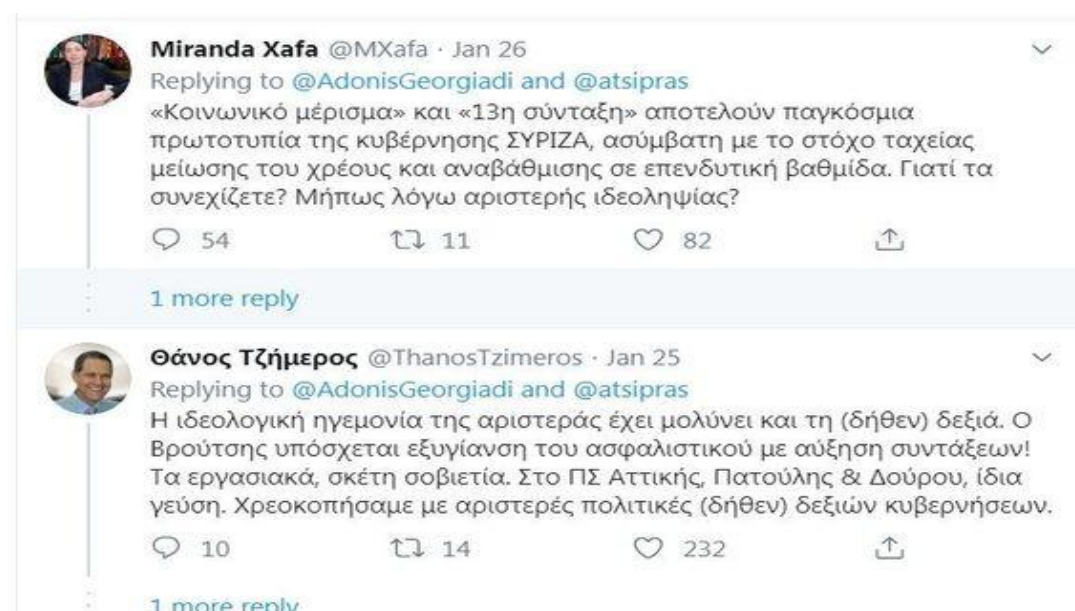 Miranda Xafa @MXafa · Jan 26
Replying to @AdonisGeorgiadi and @atsipras
«Κοινωνικό μέρισμα» και «13η σύνταξη» αποτελούν παγκόσμια
πρωτοτυπία της κυβέρνησης ΣΥΡΙΖΑ, ασύμβατη με το στόχο ταχείας
μείωσης του χρέους και αναβάθμισης σε επενδυτική βαθμίδα. Γιατί τα
συνεχίζετε? Μήπως λόγω αριστερής ιδεοληψίας?
54 11 82
1 more reply
Θάνος Τζήμερος @ThanosTzimeros · Jan 25
Replying to @AdonisGeorgiadi and @atsipras
Η ιδεολογική ηγεμονία της αριστεράς έχει μολύνει και τη (δήθεν) δεξιά. Ο
Βρούτσης υπόσχεται εξυγίανση του ασφαλιστικού με αύξηση συντάξεων!
Τα εργασιακά, σκέτη σοβιετία. Στο ΠΣ Αττικής, Πατούλης & Δούρου, ίδια
γεύση. Χρεοκοπήσαμε με αριστερές πολιτικές (δήθεν) δεξιών κυβερνήσεων.
10 14 232
1 more reply